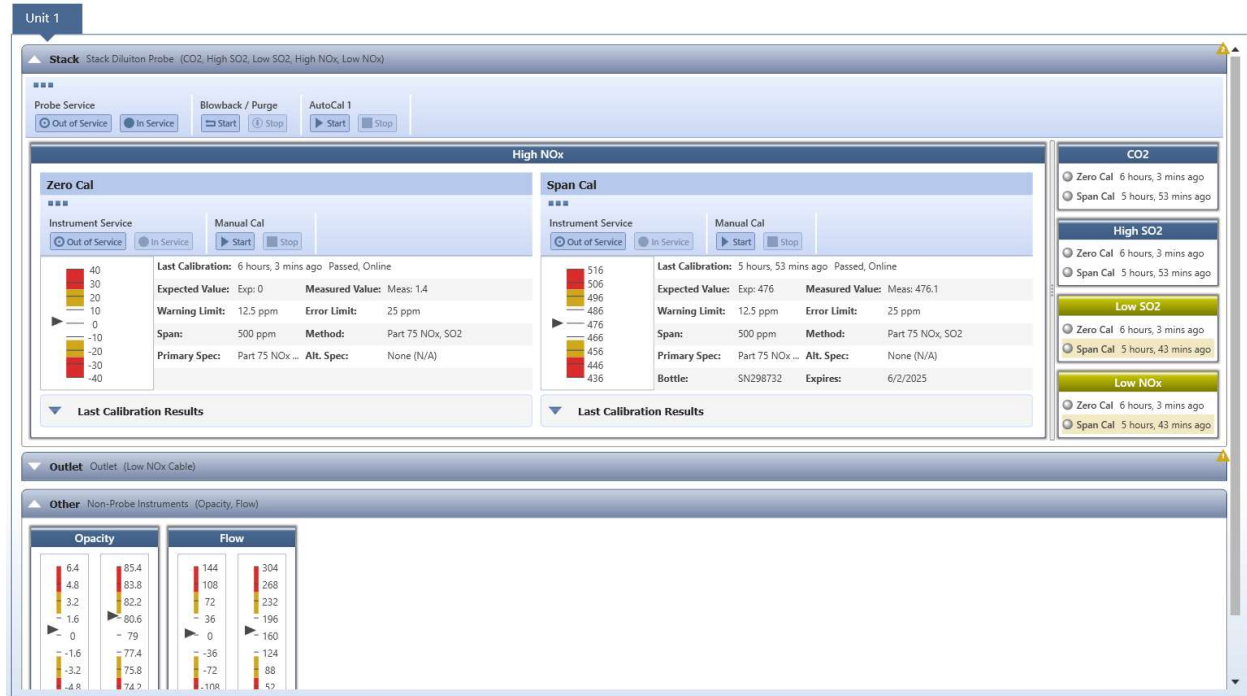 Unit 1
Stack Stack Diluiton Probe (CO2, High SO2, Low SO2, High NOx, Low NOx)
Probe Service
Out of Service In Service
Blowback / Purge
Start Stop
AutoCal 1
Start Stop
High NOx
Zero Cal
Instrument Service
Out of Service In Service
Manual Cal
Start Stop
40
30
20
10
0
-10
-20
-30
-40
Last Calibration: 6 hours, 3 mins ago Passed, Online
Expected Value: Exp: 0 Measured Value: Meas: 1.4
Warning Limit: 12.5 ppm Error Limit: 25 ppm
Span: 500 ppm Method: Part 75 NOx, SO2
Primary Spec: Part 75 NOx ... Alt. Spec: None (N/A)
Last Calibration Results
Span Cal
Instrument Service
Out of Service In Service
Manual Cal
Start Stop
516
506
496
486
476
466
456
446
436
Last Calibration: 5 hours, 53 mins ago Passed, Online
Expected Value: Exp: 476 Measured Value: Meas: 476.1
Warning Limit: 12.5 ppm Error Limit: 25 ppm
Span: 500 ppm Method: Part 75 NOx, SO2
Primary Spec: Part 75 NOx ... Alt. Spec: None (N/A)
Bottle: SN298732 Expires: 6/2/2025
Last Calibration Results
CO2
Zero Cal 6 hours, 3 mins ago
Span Cal 5 hours, 53 mins ago
High SO2
Zero Cal 6 hours, 3 mins ago
Span Cal 5 hours, 53 mins ago
Low SO2
Zero Cal 6 hours, 3 mins ago
Span Cal 5 hours, 43 mins ago
Low NOx
Zero Cal 6 hours, 3 mins ago
Span Cal 5 hours, 43 mins ago
Outlet Outlet (Low NOx Cable)
Other Non-Probe Instruments (Opacity, Flow)
Opacity
6.4
4.8
3.2
1.6
0
-1.6
-3.2
-4.8
85.4
83.8
82.2
80.6
79
77.4
75.8
74.2
Flow
144
108
72
36
0
-36
-72
-108
304
268
232
196
160
124
88
52